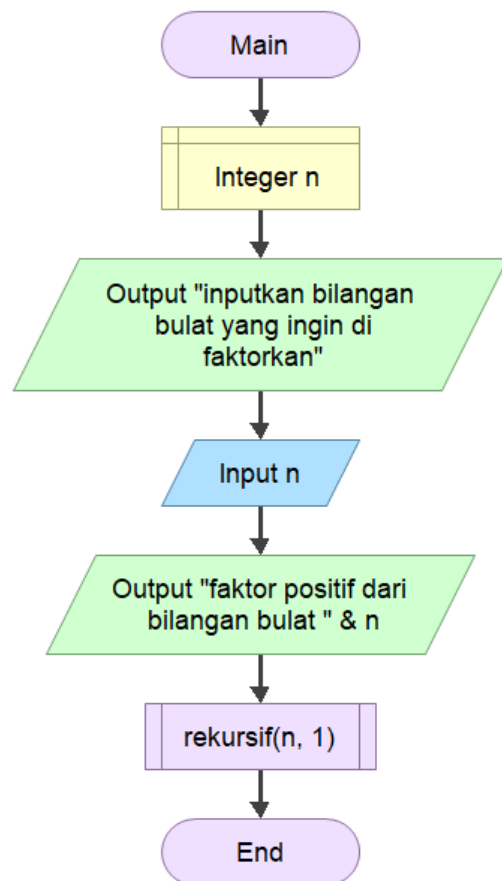 Main
Integer n
Output "inputkan bilangan
bulat yang ingin di
faktorkan"
Input n
Output "faktor positif dari
bilangan bulat " & n
rekursif(n, 1)
End